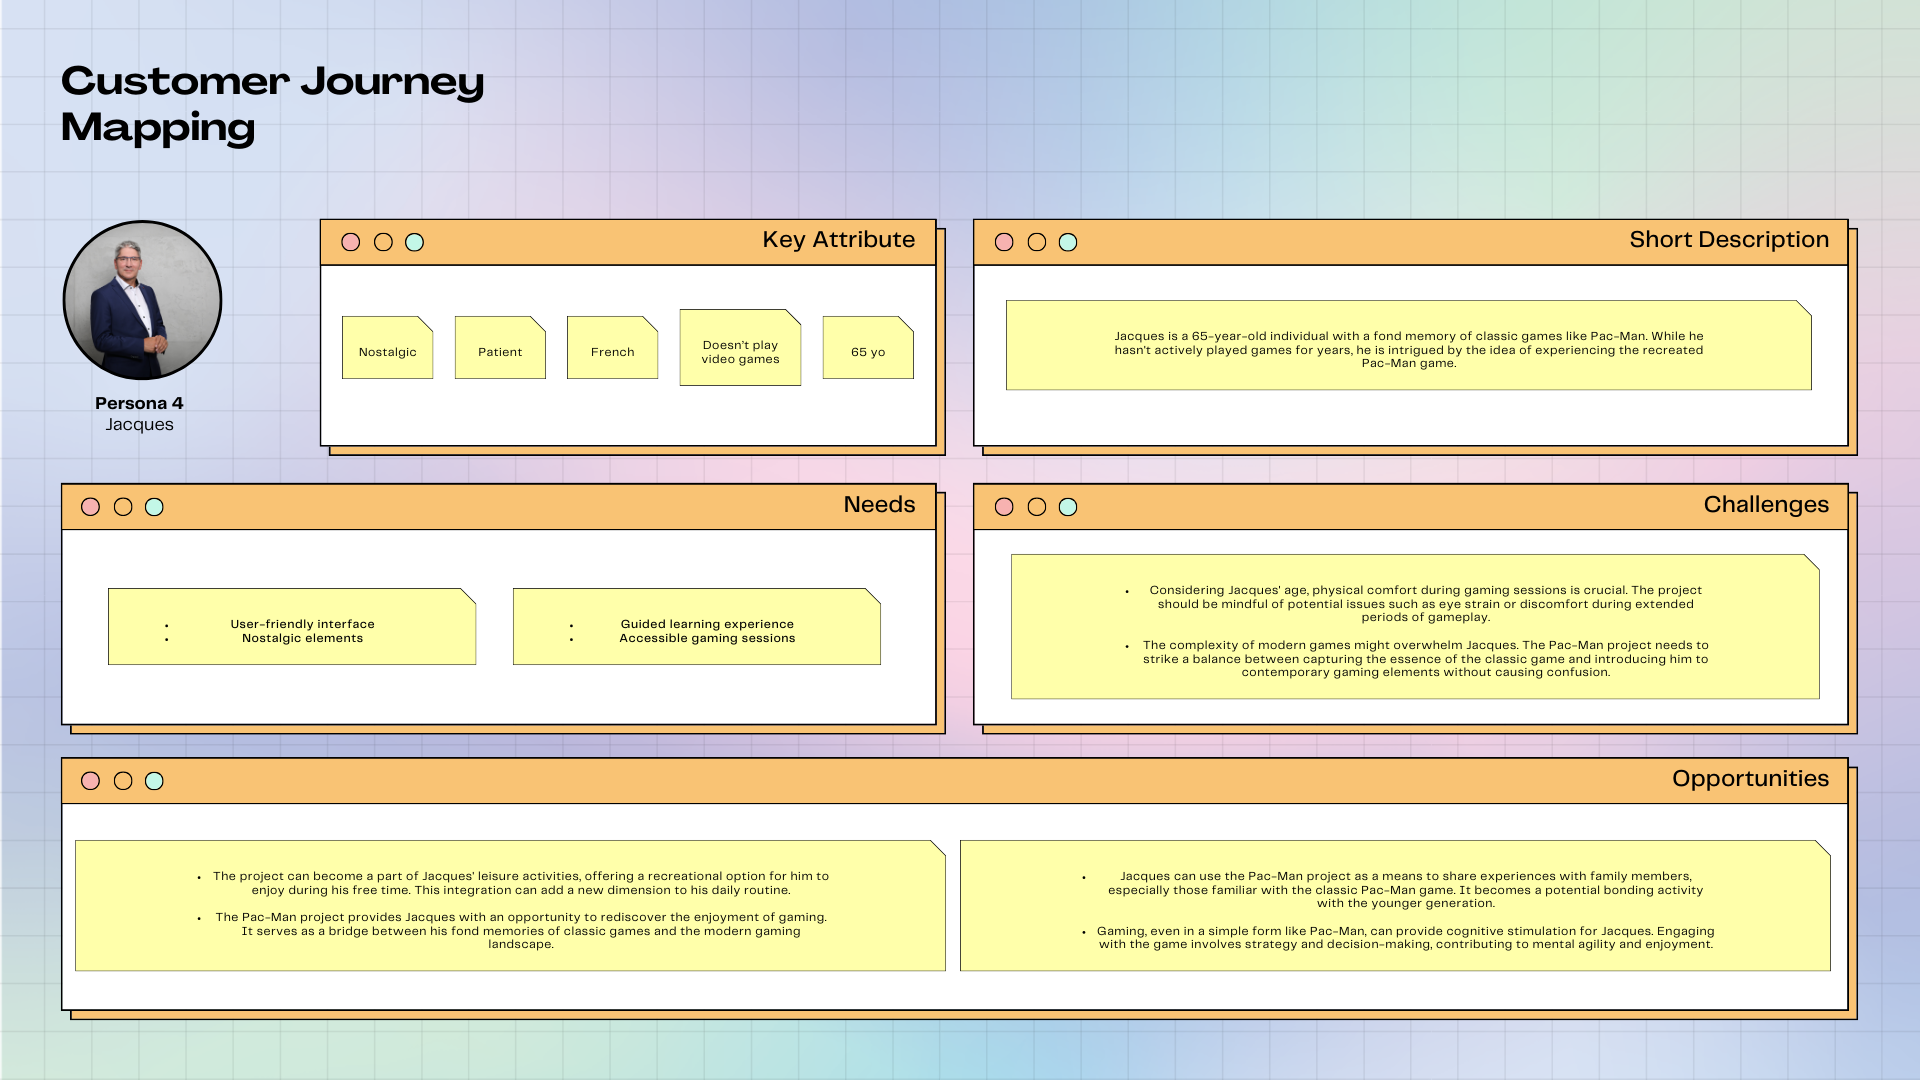 Customer Journey
Mapping
Persona 4
Jacques
Key Attribute
Nostalgic
Patient
French
Doesn't play
video games
65 yo
Short Description
Jacques is a 65-year-old individual with a fond memory of classic games like Pac-Man. While he
hasn't actively played games for years, he is intrigued by the idea of experiencing the recreated
Pac-Man game.
Needs
• User-friendly interface
• Nostalgic elements
• Guided learning experience
• Accessible gaming sessions
Challenges
• Considering Jacques' age, physical comfort during gaming sessions is crucial. The project
should be mindful of potential issues such as eye strain or discomfort during extended
periods of gameplay.
• The complexity of modern games might overwhelm Jacques. The Pac-Man project needs to
strike a balance between capturing the essence of the classic game and introducing him to
contemporary gaming elements without causing confusion.
Opportunities
• The project can become a part of Jacques' leisure activities, offering a recreational option for him to
enjoy during his free time. This integration can add a new dimension to his daily routine.
• The Pac-Man project provides Jacques with an opportunity to rediscover the enjoyment of gaming.
It serves as a bridge between his fond memories of classic games and the modern gaming
landscape.
• Jacques can use the Pac-Man project as a means to share experiences with family members,
especially those familiar with the classic Pac-Man game. It becomes a potential bonding activity
with the younger generation.
• Gaming, even in a simple form like Pac-Man, can provide cognitive stimulation for Jacques. Engaging
with the game involves strategy and decision-making, contributing to mental agility and enjoyment.